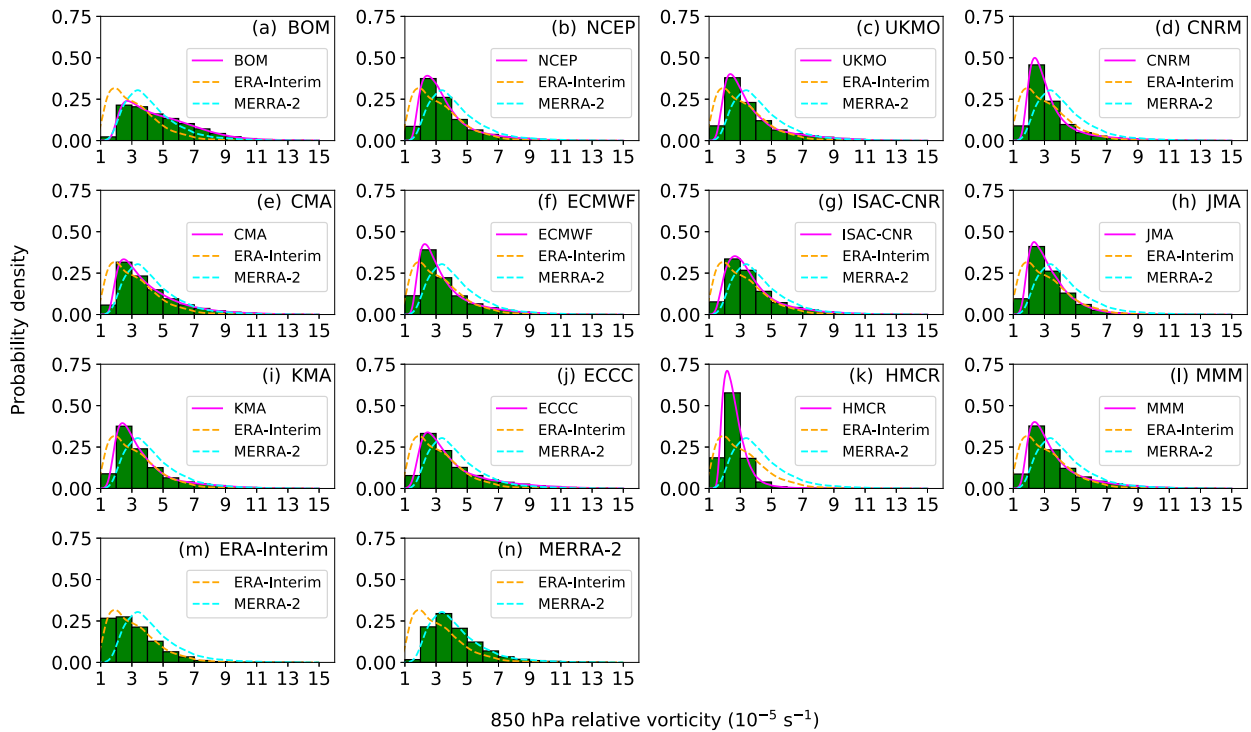 (a) BOM
BOM
ERA-Interim
MERRA-2
0.75
0.50
0.25
0.00
1 3 5 7 9 11 13 15
(b) NCEP
NCEP
ERA-Interim
MERRA-2
0.75
0.50
0.25
0.00
1 3 5 7 9 11 13 15
(c) UKMO
UKMO
ERA-Interim
MERRA-2
0.75
0.50
0.25
0.00
1 3 5 7 9 11 13 15
(d) CNRM
CNRM
ERA-Interim
MERRA-2
0.75
0.50
0.25
0.00
1 3 5 7 9 11 13 15
Probability density
(e) CMA
CMA
ERA-Interim
MERRA-2
0.75
0.50
0.25
0.00
1 3 5 7 9 11 13 15
(f) ECMWF
ECMWF
ERA-Interim
MERRA-2
0.75
0.50
0.25
0.00
1 3 5 7 9 11 13 15
(g) ISAC-CNR
ISAC-CNR
ERA-Interim
MERRA-2
0.75
0.50
0.25
0.00
1 3 5 7 9 11 13 15
(h) JMA
JMA
ERA-Interim
MERRA-2
0.75
0.50
0.25
0.00
1 3 5 7 9 11 13 15
(i) KMA
KMA
ERA-Interim
MERRA-2
0.75
0.50
0.25
0.00
1 3 5 7 9 11 13 15
(j) ECCC
ECCC
ERA-Interim
MERRA-2
0.75
0.50
0.25
0.00
1 3 5 7 9 11 13 15
(k) HMCR
HMCR
ERA-Interim
MERRA-2
0.75
0.50
0.25
0.00
1 3 5 7 9 11 13 15
(l) MMM
MMM
ERA-Interim
MERRA-2
0.75
0.50
0.25
0.00
1 3 5 7 9 11 13 15
(m) ERA-Interim
ERA-Interim
MERRA-2
0.75
0.50
0.25
0.00
1 3 5 7 9 11 13 15
(n) MERRA-2
ERA-Interim
MERRA-2
0.75
0.50
0.25
0.00
1 3 5 7 9 11 13 15
850 hPa relative vorticity (10⁻⁵ s⁻¹)